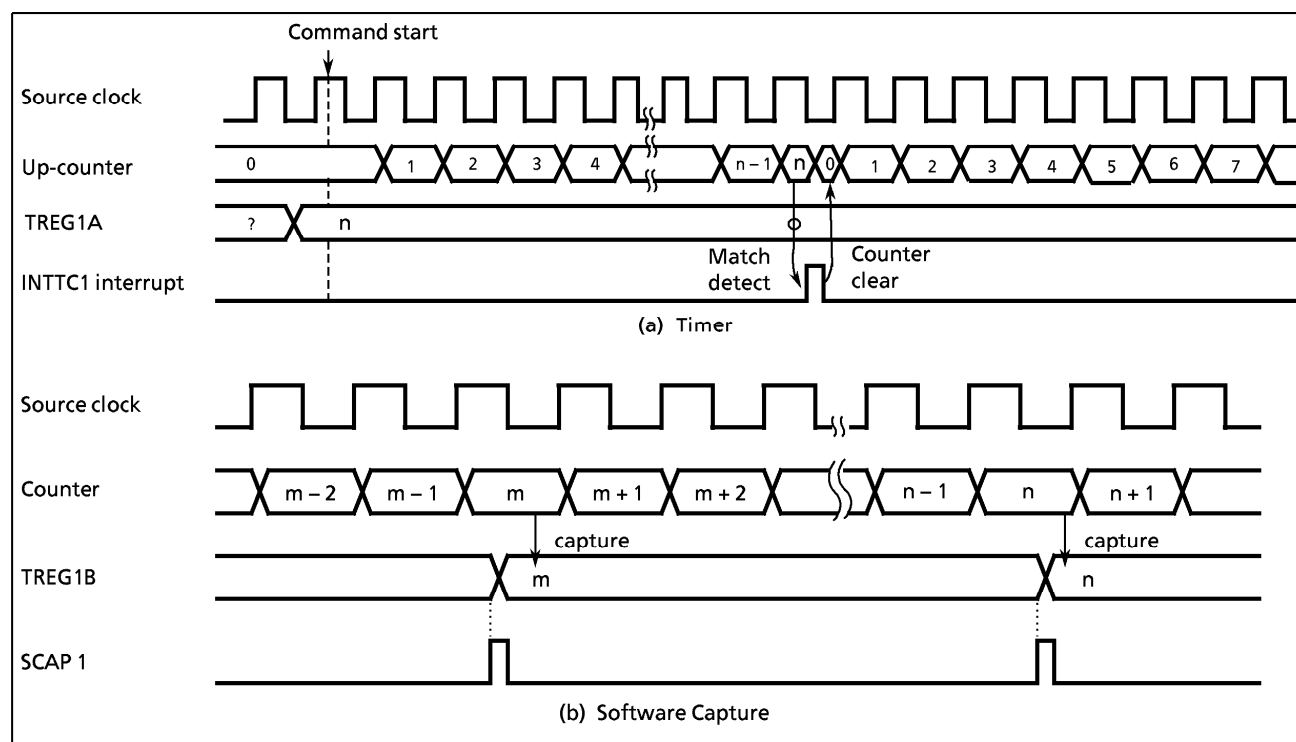 Command start
Source clock
Up-counter 0 1 2 3 4 n – 1 n 0 1 2 3 4 5 6 7
TREG1A ? n
Match detect
Counter clear
INTTC1 interrupt
(a) Timer
Source clock
Counter m – 2 m – 1 m m + 1 m + 2 n – 1 n n + 1
capture capture
TREG1B m n
SCAP 1
(b) Software Capture